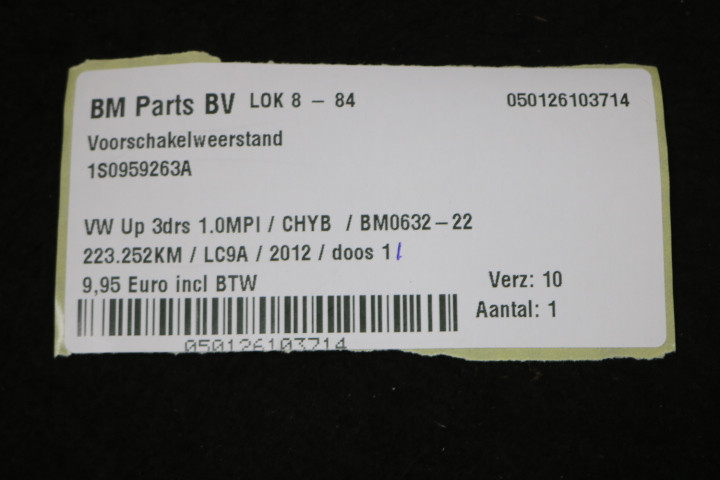 BM Parts BV LOK 8 - 84 050126103714
Voorschakelweerstand
1S0959263A
VW Up 3drs 1.0MPI / CHYB / BM0632-22
223.252KM / LC9A / 2012 / doos 1 /
9,95 Euro incl BTW Verz: 10
Aantal: 1
050126103714